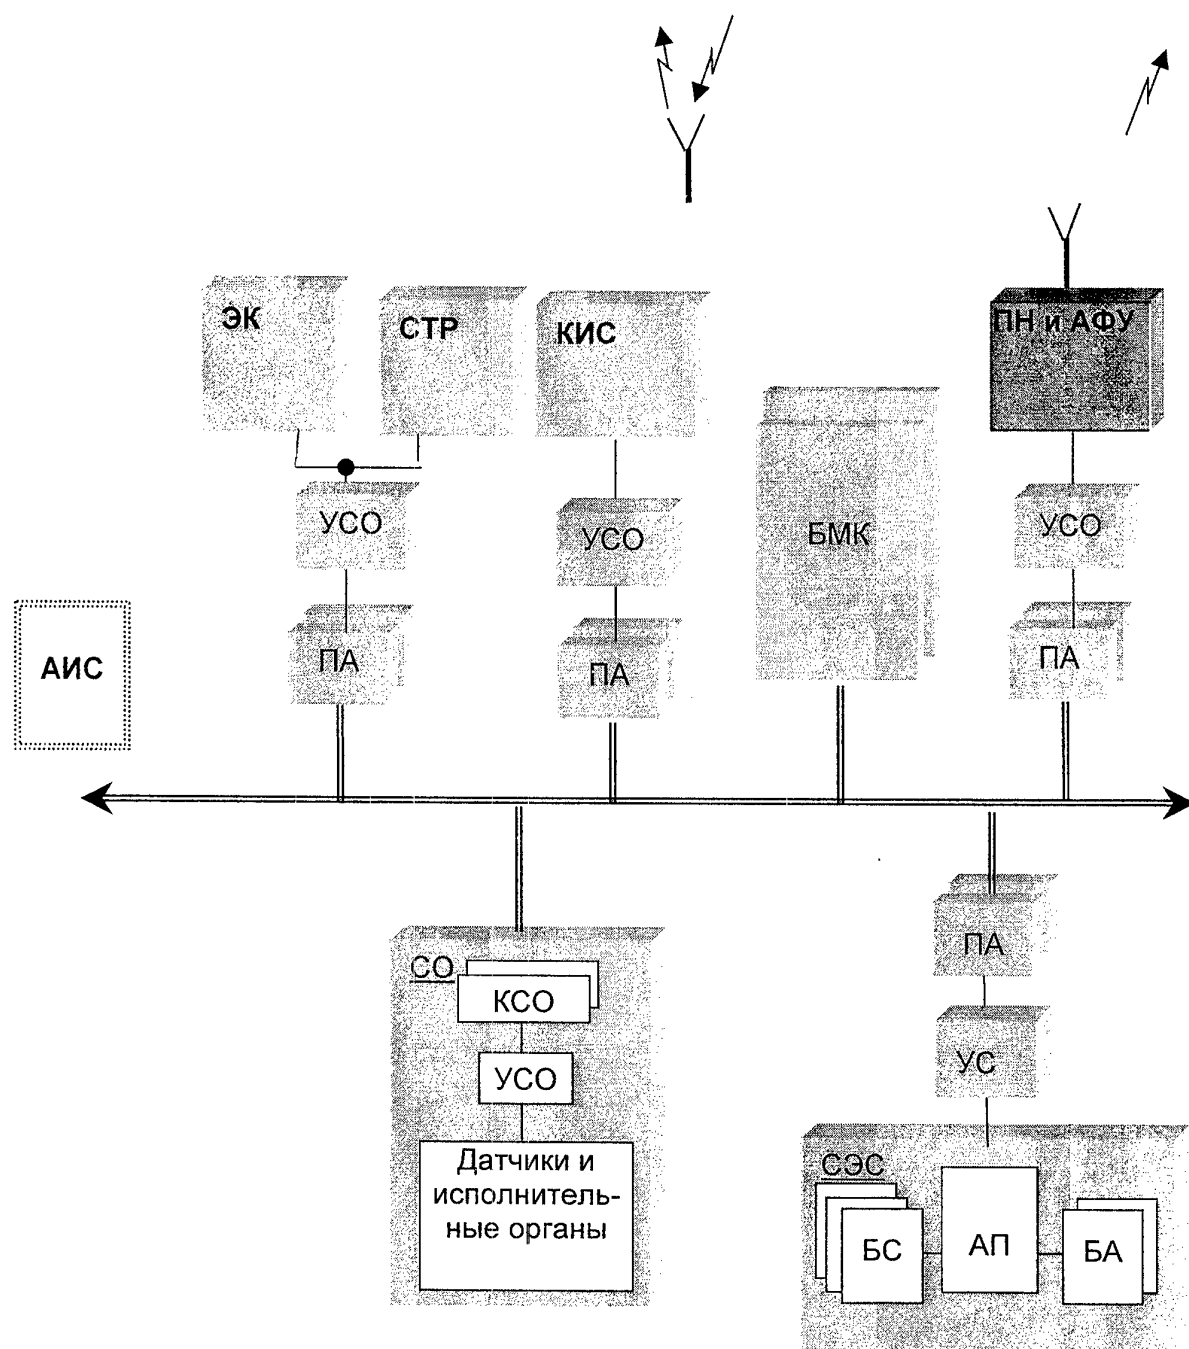 ЭК
СТР
КИС
ПН и АФУ
УСО
УСО
БМК
УСО
АИС
ПА
ПА
ПА
СО
КСО
УСО
Датчики и
исполнитель-
ные органы
ПА
УС
СЭС
БС
АП
БА